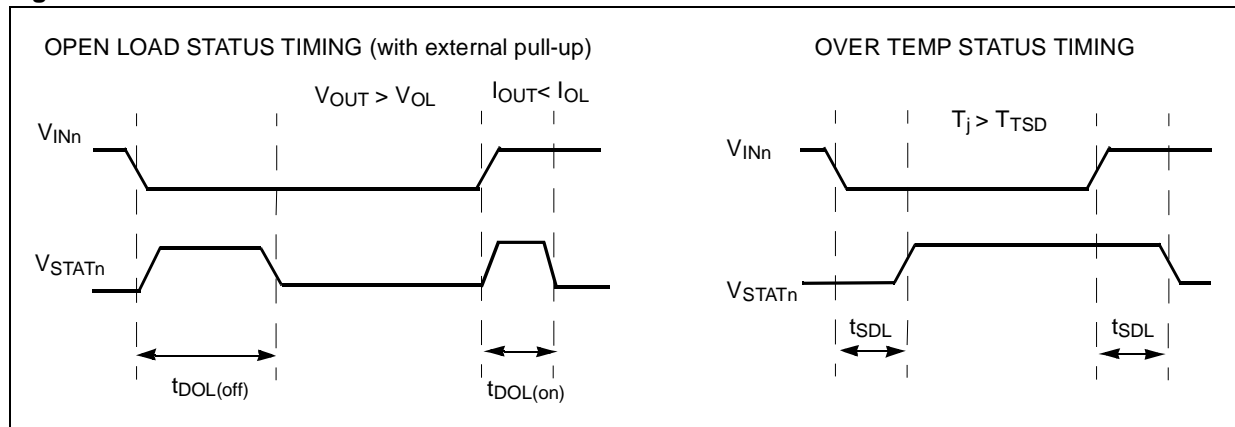 OPEN LOAD STATUS TIMING (with external pull-up)
VOUT > VOL
IOUT< IOL
VINn
VSTATn
tDOL(off)
tDOL(on)
OVER TEMP STATUS TIMING
Tj > TTSD
VINn
VSTATn
tSDL
tSDL